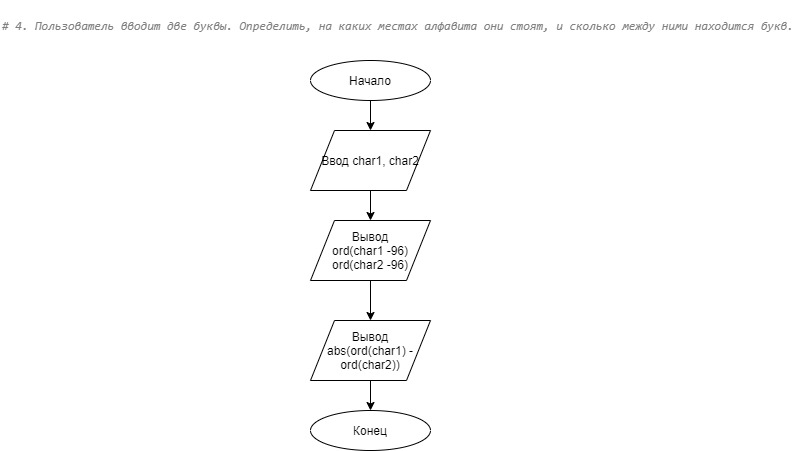 # 4. Пользователь вводит две буквы. Определить, на каких местах алфавита они стоят, и сколько между ними находится букв.
Начало
Ввод char1, char2
Вывод
ord(char1 -96)
ord(char2 -96)
Вывод
abs(ord(char1) -
ord(char2))
Конец